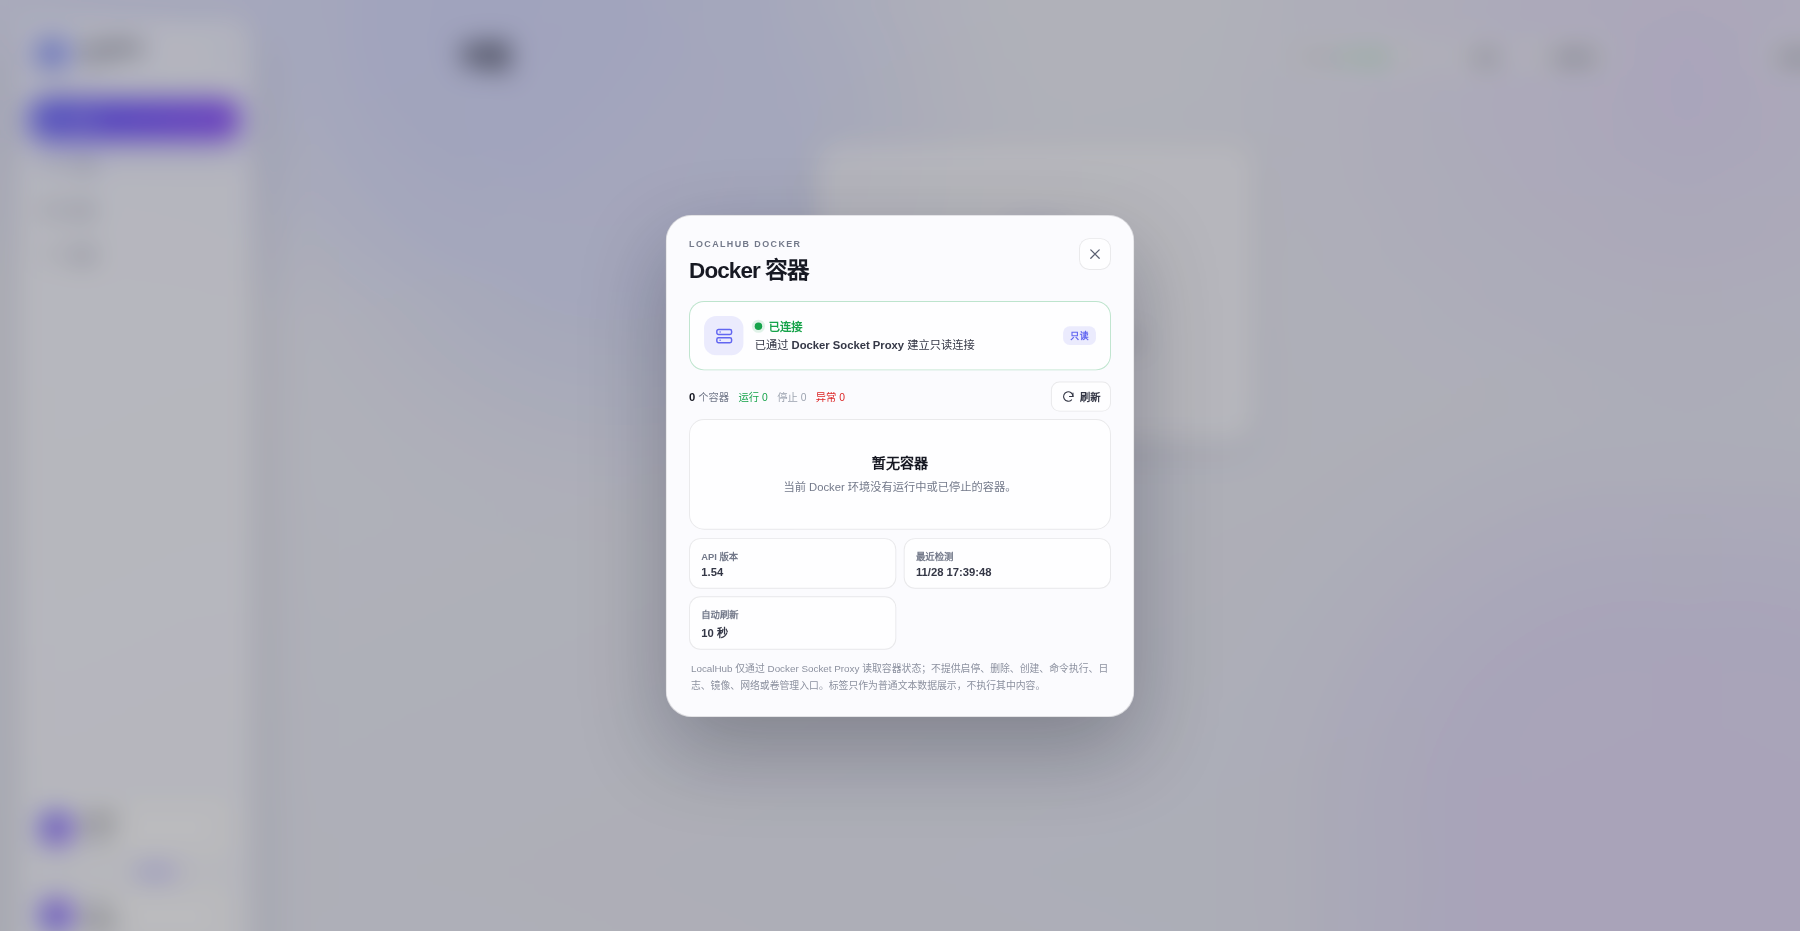 LOCALHUB DOCKER
Docker 容器
已连接
已通过 Docker Socket Proxy 建立只读连接
只读
0 个容器 运行 0 停止 0 异常 0
刷新
暂无容器
当前 Docker 环境没有运行中或已停止的容器。
API 版本
1.54
最近检测
11/28 17:39:48
自动刷新
10 秒
LocalHub 仅通过 Docker Socket Proxy 读取容器状态；不提供启停、删除、创建、命令执行、日
志、镜像、网络或卷管理入口。标签只作为普通文本数据展示，不执行其中内容。